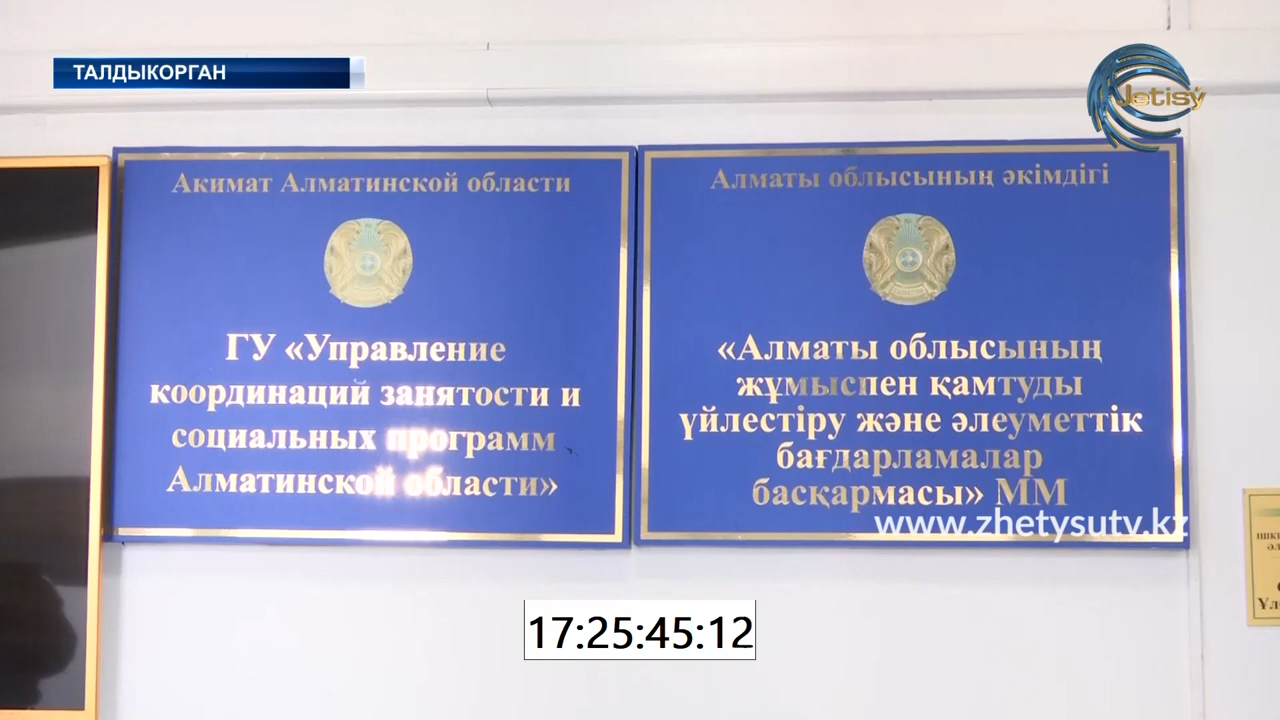 ТАЛДЫКОРГАН
Jetisý
Акимат Алматинской области
ГУ «Управление
координаций занятости и
социальных программ
Алматинской области»
Алматы облысының әкімдігі
«Алматы облысының
жұмыспен қамтуды
үйлестіру және әлеуметтік
бағдарламалар
басқармасы» ММ
www.zhetysutv.kz
17:25:45:12